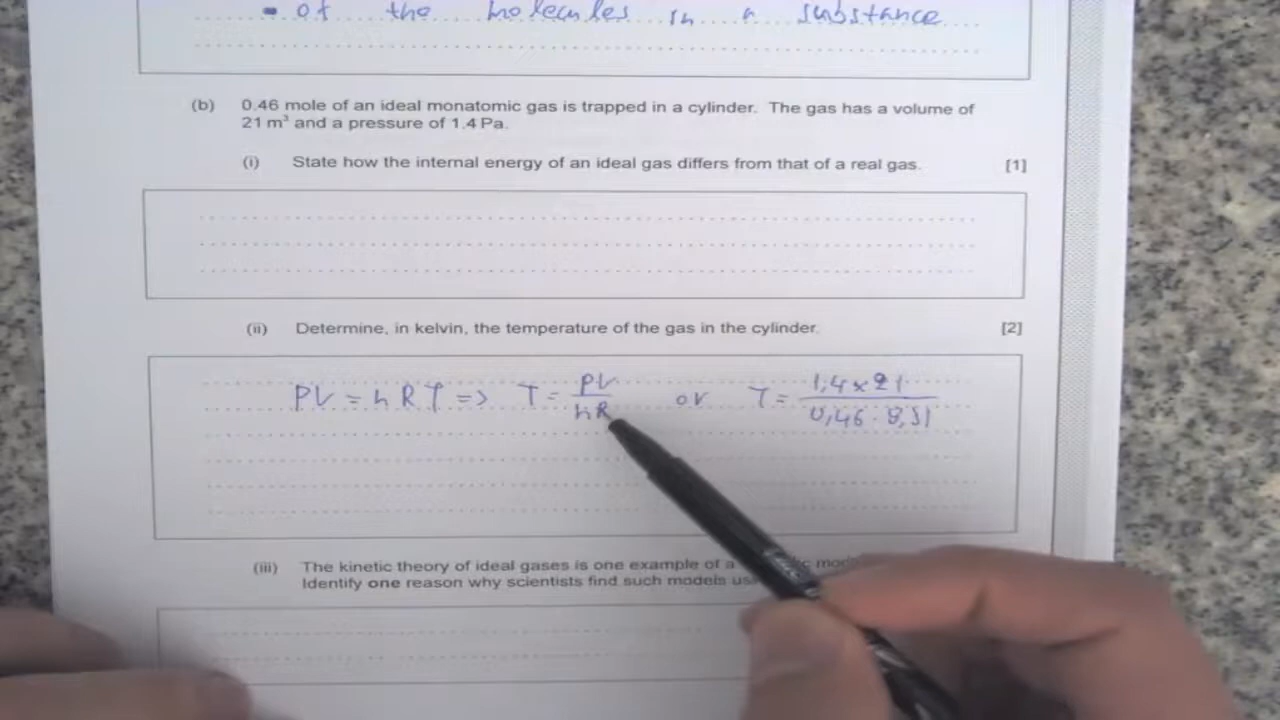 - of the molecules in a substance
(b) 0.46 mole of an ideal monatomic gas is trapped in a cylinder. The gas has a volume of
21 m³ and a pressure of 1.4 Pa.
(i) State how the internal energy of an ideal gas differs from that of a real gas. [1]
(ii) Determine, in kelvin, the temperature of the gas in the cylinder. [2]
PV = nRT => T = PV/nR or T = 1,4 x 21/0,46 · 8,31
(iii) The kinetic theory of ideal gases is one example of a
Identify one reason why scientists find such models